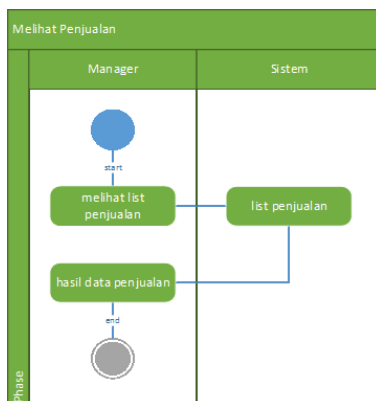 Melihat Penjualan
Manager
Sistem
start
melihat list
penjualan
list penjualan
hasil data penjualan
end
Phase